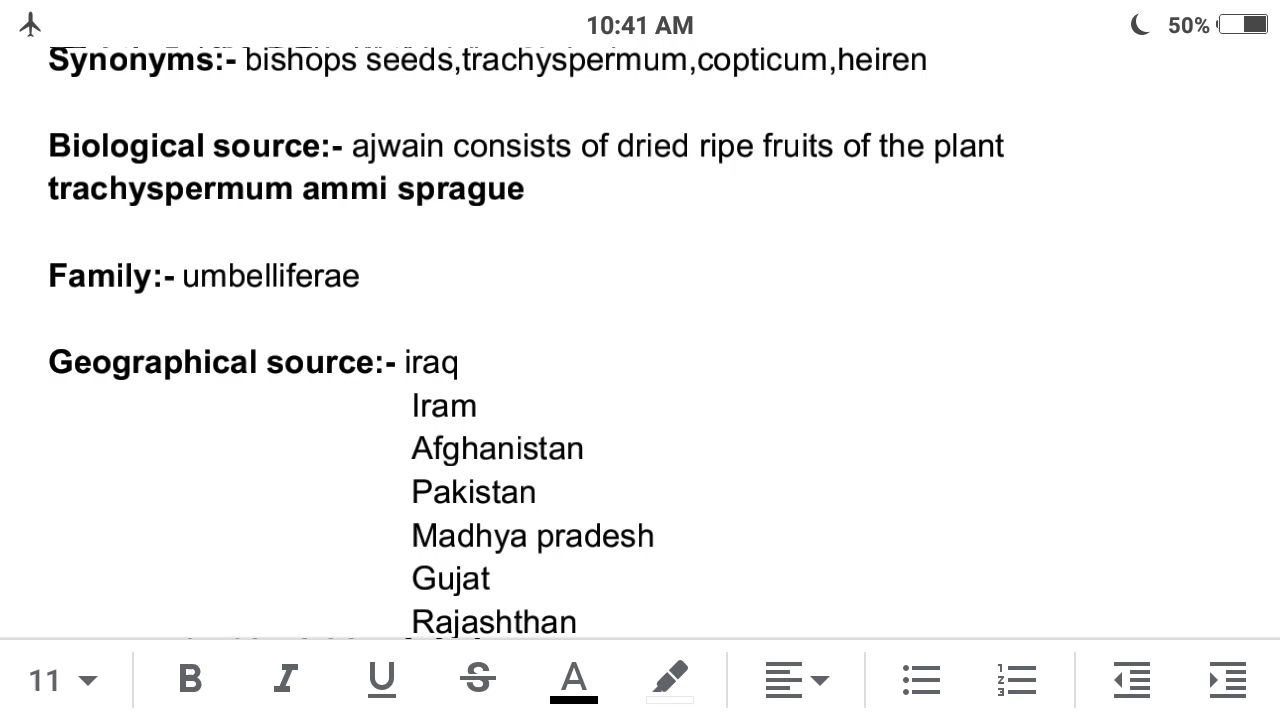 10:41 AM
50%
Synonyms:- bishops seeds,trachyspermum,copticum,heiren
Biological source:- ajwain consists of dried ripe fruits of the plant
trachyspermum ammi sprague
Family:- umbelliferae
Geographical source:- iraq
Iram
Afghanistan
Pakistan
Madhya pradesh
Gujat
Rajashthan
11 B I U S A